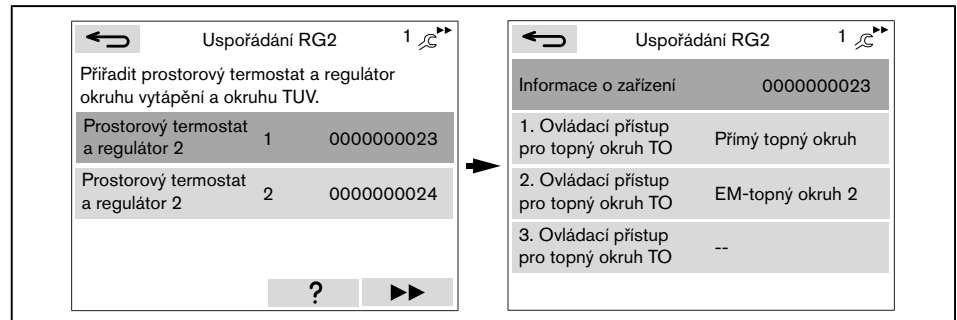 Uspořádání RG2 1
Přiřadit prostorový termostat a regulátor
okruhu vytápění a okruhu TUV.
Prostorový termostat
a regulátor 2 1 0000000023
Prostorový termostat
a regulátor 2 2 0000000024
?
Uspořádání RG2 1
Informace o zařízení 0000000023
1. Ovládací přístup
pro topný okruh TO Přímý topný okruh
2. Ovládací přístup
pro topný okruh TO EM-topný okruh 2
3. Ovládací přístup
pro topný okruh TO --